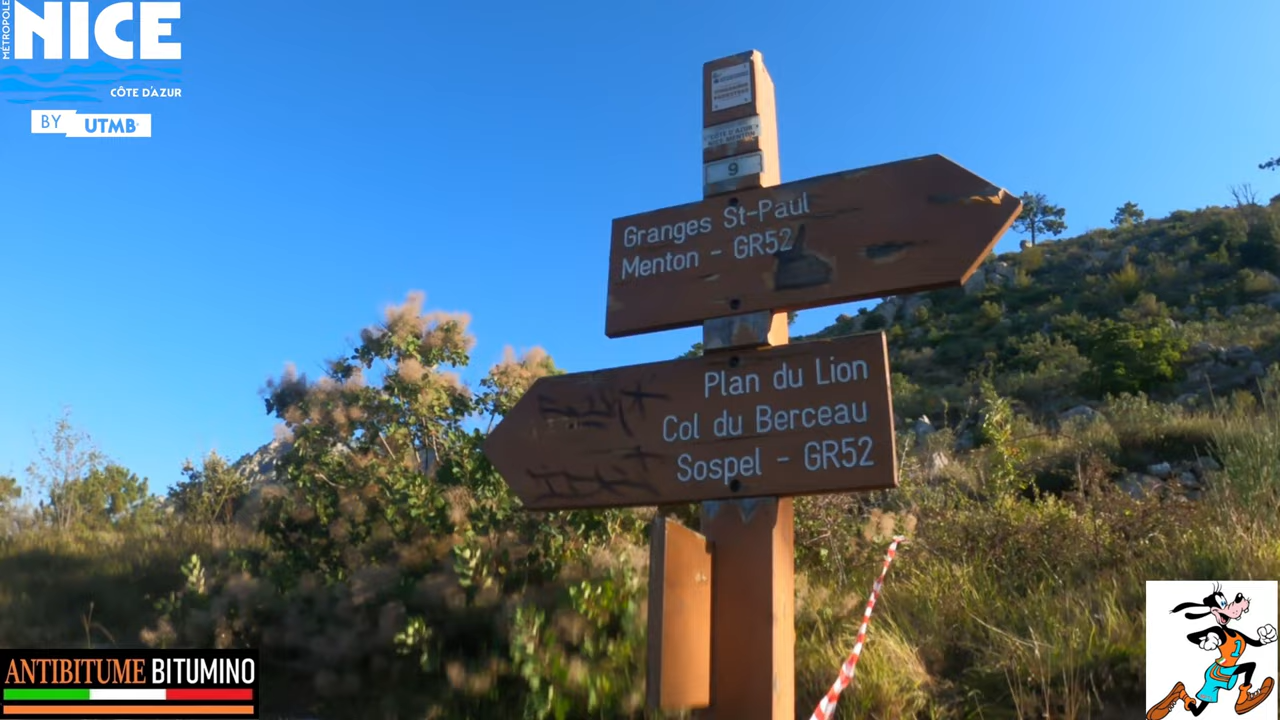 MÉTROPOLE
NICE
CÔTE D'AZUR
BY UTMB
9
Granges St-Paul
Menton - GR52
Plan du Lion
Col du Berceau
Sospel - GR52
ANTIBITUME BITUMINO
1